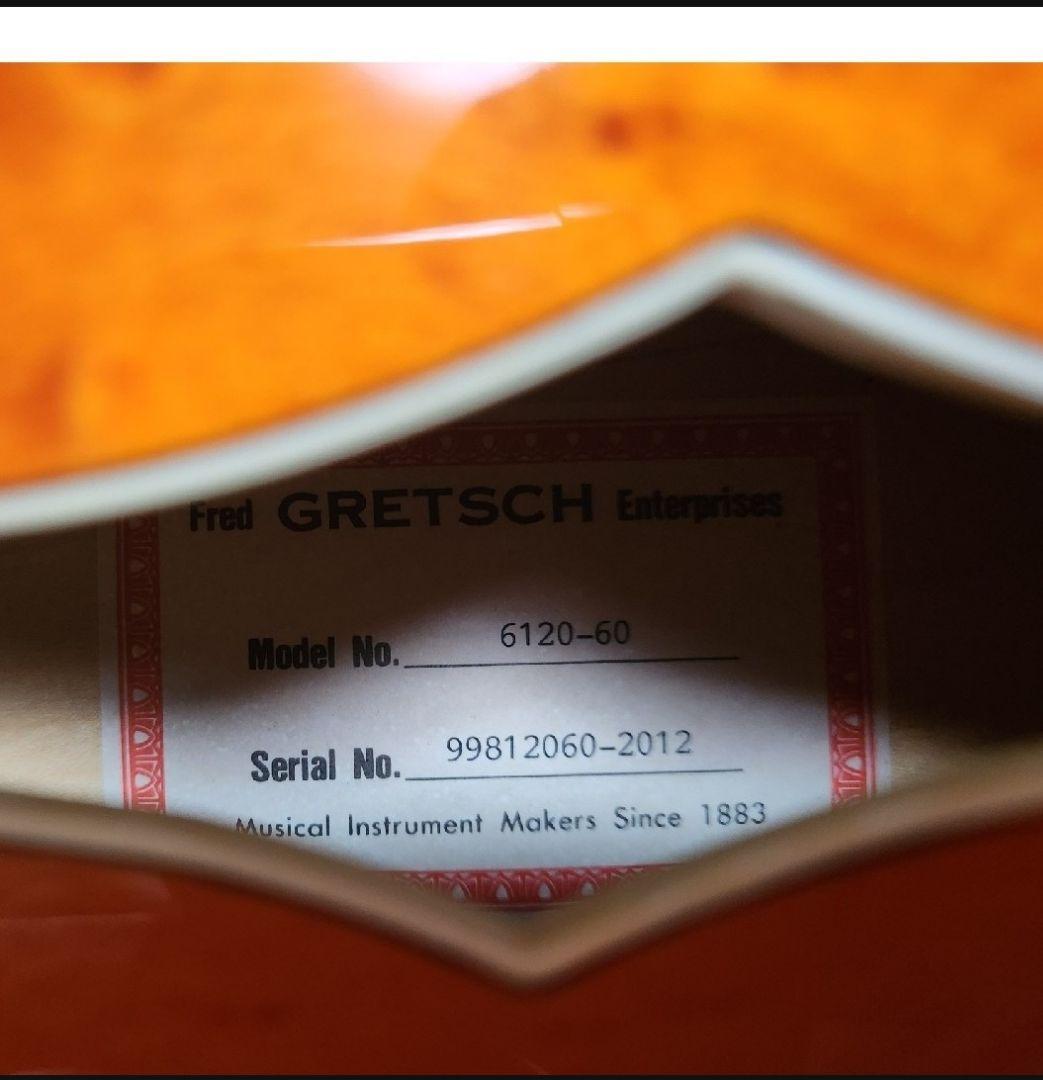 Fred GRETSCH Enterprises
Model No. 6120-60
Serial No. 99812060-2012
Musical Instrument Makers Since 1883